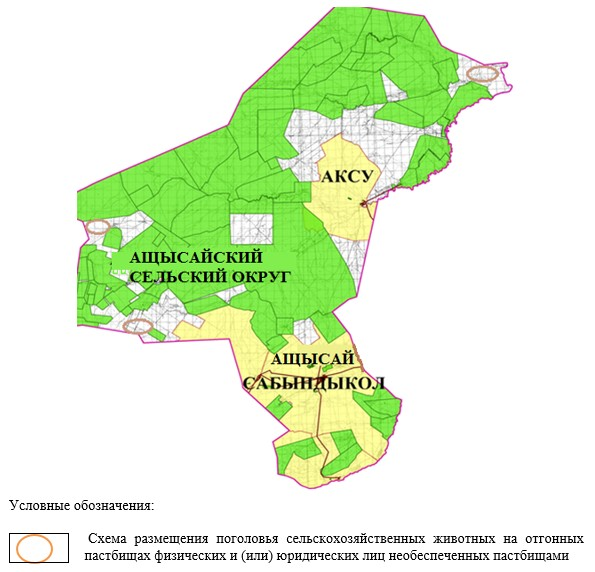 АКСУ
АЩЫСАЙСКИЙ
СЕЛЬСКИЙ ОКРУГ
АЩЫСАЙ
САБЫНДЫКОЛ
Условные обозначения:
Схема размещения поголовья сельскохозяйственных животных на отгонных
пастбищах физических и (или) юридических лиц необеспеченных пастбищами